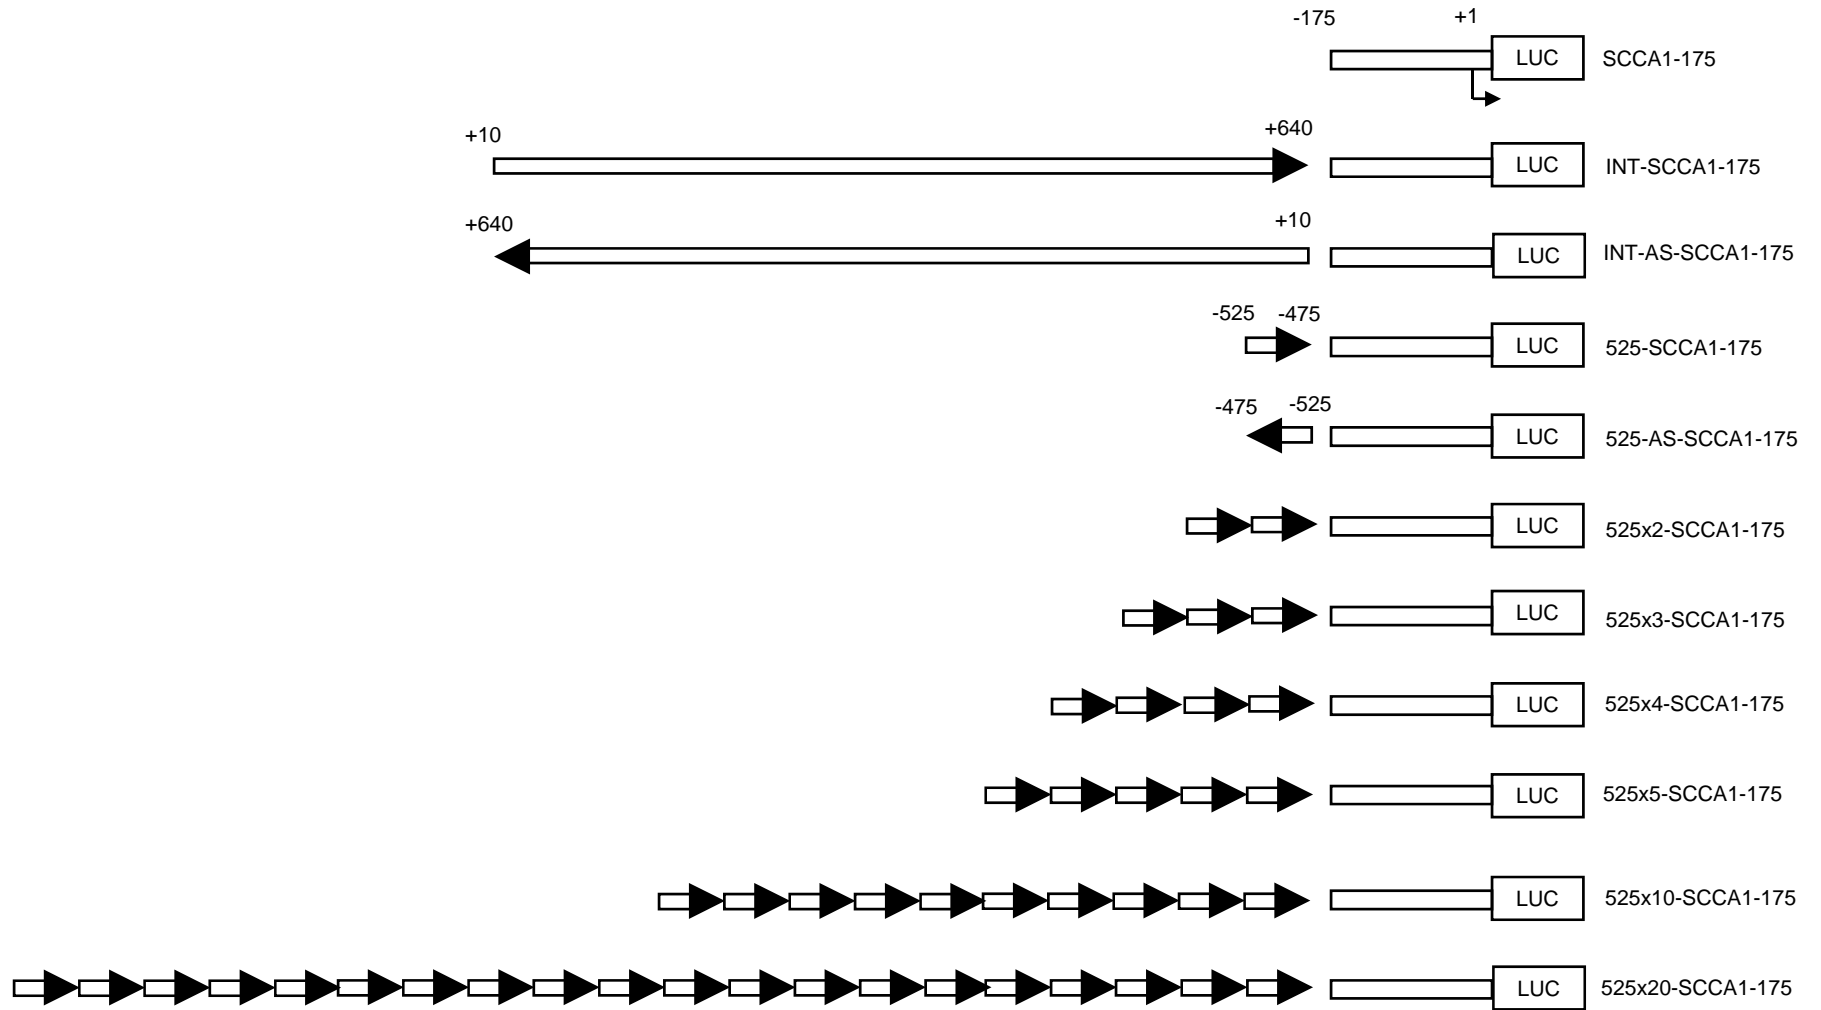 -175 +1
LUC SCCA1-175
+10 +640
LUC INT-SCCA1-175
+640 +10
LUC INT-AS-SCCA1-175
-525 -475
LUC 525-SCCA1-175
-475 -525
LUC 525-AS-SCCA1-175
LUC 525x2-SCCA1-175
LUC 525x3-SCCA1-175
LUC 525x4-SCCA1-175
LUC 525x5-SCCA1-175
LUC 525x10-SCCA1-175
LUC 525x20-SCCA1-175